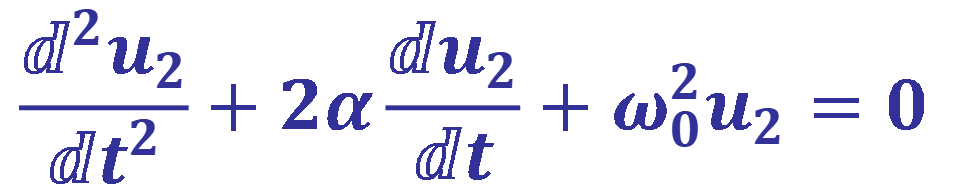 ⅆ²u₂/ⅆt² + 2α ⅆu₂/ⅆt + ω₀²u₂ = 0